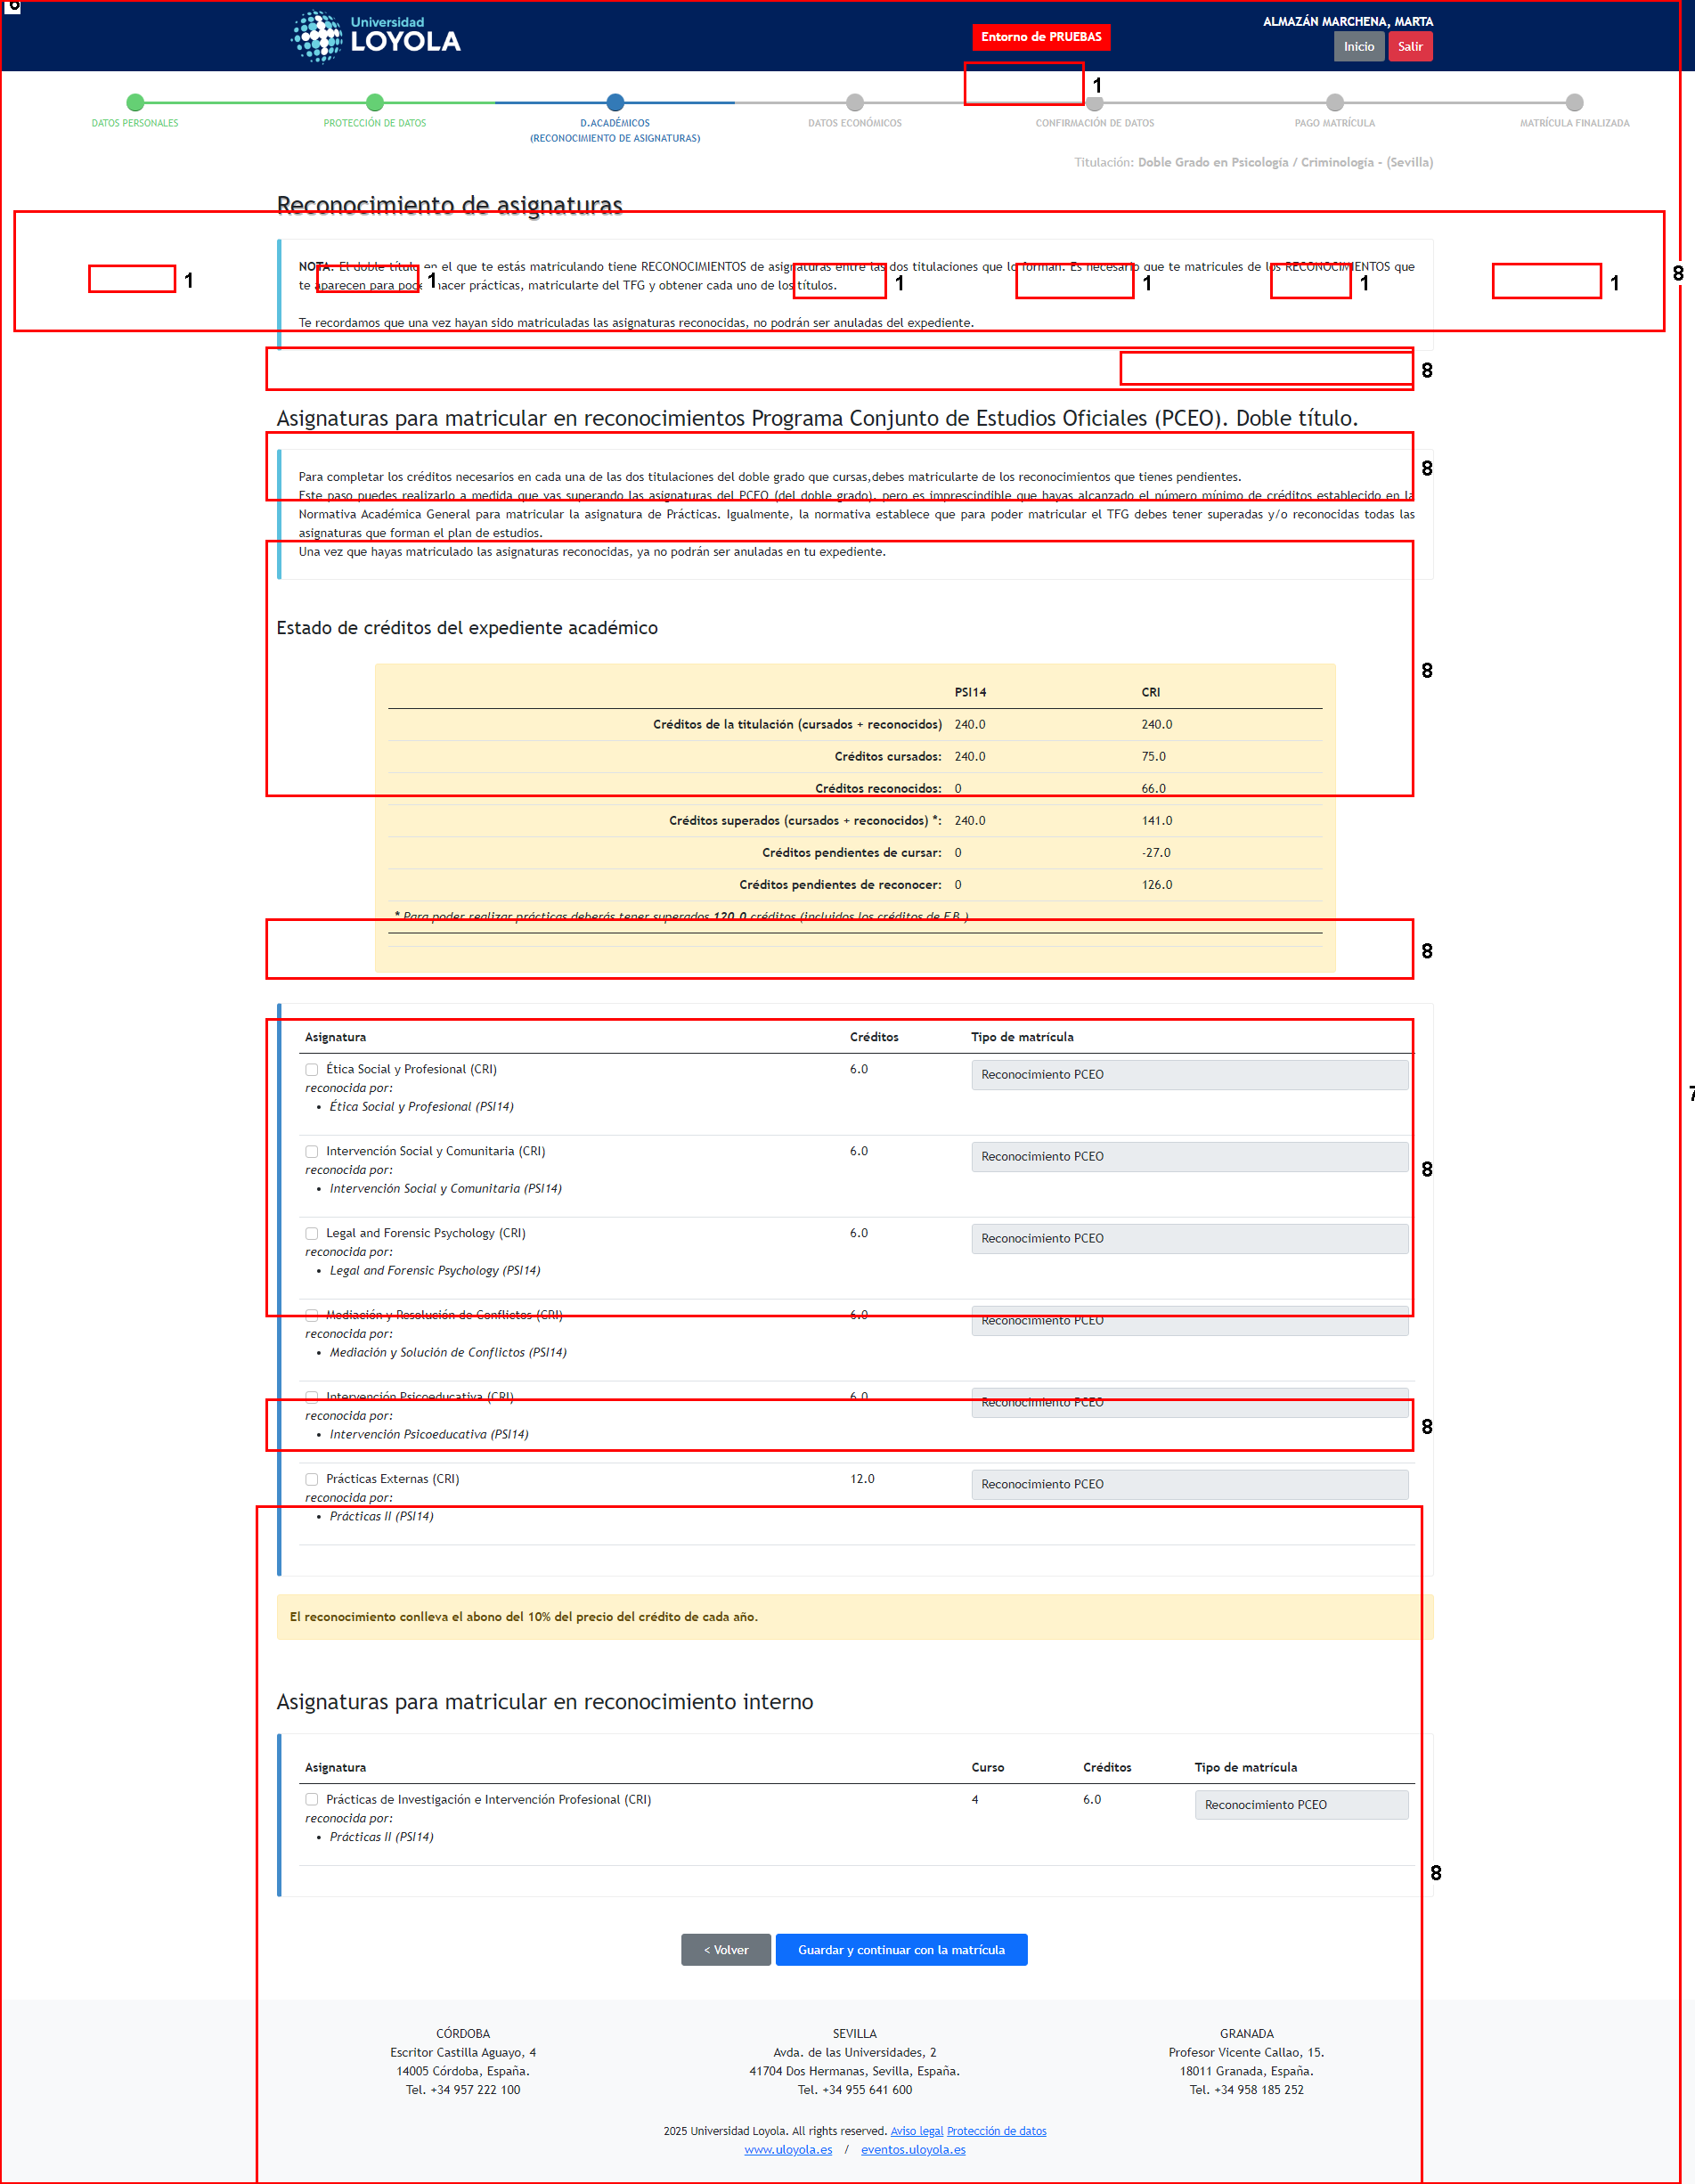 6
Universidad
LOYOLA
Entorno de PRUEBAS
ALMAZÁN MARCHENA, MARTA
Inicio Salir
1
DATOS PERSONALES
PROTECCIÓN DE DATOS
D.ACADÉMICOS
(RECONOCIMIENTO DE ASIGNATURAS)
DATOS ECONÓMICOS
CONFIRMACIÓN DE DATOS
PAGO MATRÍCULA
MATRÍCULA FINALIZADA
Titulación: Doble Grado en Psicología / Criminología - (Sevilla)
Reconocimiento de asignaturas
NOTA: El doble título en el que te estás matriculando tiene RECONOCIMIENTOS de asignaturas entre las dos titulaciones que lo forman. Es necesario que te matricules de los RECONOCIMIENTOS que
te aparecen para poder hacer prácticas, matricularte del TFG y obtener cada uno de los títulos.
1 1 1 1 1 1 8
Te recordamos que una vez hayan sido matriculadas las asignaturas reconocidas, no podrán ser anuladas del expediente.
8
Asignaturas para matricular en reconocimientos Programa Conjunto de Estudios Oficiales (PCEO). Doble título.
8
Para completar los créditos necesarios en cada una de las dos titulaciones del doble grado que cursas,debes matricularte de los reconocimientos que tienes pendientes.
Este paso puedes realizarlo a medida que vas superando las asignaturas del PCEO (del doble grado), pero es imprescindible que hayas alcanzado el número mínimo de créditos establecido en la
Normativa Académica General para matricular la asignatura de Prácticas. Igualmente, la normativa establece que para poder matricular el TFG debes tener superadas y/o reconocidas todas las
asignaturas que forman el plan de estudios.
Una vez que hayas matriculado las asignaturas reconocidas, ya no podrán ser anuladas en tu expediente.
Estado de créditos del expediente académico
8
PSI14 CRI
Créditos de la titulación (cursados + reconocidos) 240.0 240.0
Créditos cursados: 240.0 75.0
Créditos reconocidos: 0 66.0
Créditos superados (cursados + reconocidos) *: 240.0 141.0
Créditos pendientes de cursar: 0 -27.0
Créditos pendientes de reconocer: 0 126.0
* Para poder realizar prácticas deberás tener superados 120.0 créditos (incluidos los créditos de F.B.)
8
Asignatura Créditos Tipo de matrícula
Ética Social y Profesional (CRI) 6.0 Reconocimiento PCEO
reconocida por:
• Ética Social y Profesional (PSI14)
7
Intervención Social y Comunitaria (CRI) 6.0 Reconocimiento PCEO
reconocida por:
8
• Intervención Social y Comunitaria (PSI14)
Legal and Forensic Psychology (CRI) 6.0 Reconocimiento PCEO
reconocida por:
• Legal and Forensic Psychology (PSI14)
Mediación y Resolución de Conflictos (CRI) 6.0 Reconocimiento PCEO
reconocida por:
• Mediación y Solución de Conflictos (PSI14)
Intervención Psicoeducativa (CRI) 6.0 Reconocimiento PCEO
reconocida por:
8
• Intervención Psicoeducativa (PSI14)
Prácticas Externas (CRI) 12.0 Reconocimiento PCEO
reconocida por:
• Prácticas II (PSI14)
El reconocimiento conlleva el abono del 10% del precio del crédito de cada año.
Asignaturas para matricular en reconocimiento interno
Asignatura Curso Créditos Tipo de matrícula
Prácticas de Investigación e Intervención Profesional (CRI) 4 6.0 Reconocimiento PCEO
reconocida por:
• Prácticas II (PSI14)
8
< Volver Guardar y continuar con la matrícula
CÓRDOBA
Escritor Castilla Aguayo, 4
14005 Córdoba, España.
Tel. +34 957 222 100
SEVILLA
Avda. de las Universidades, 2
41704 Dos Hermanas, Sevilla, España.
Tel. +34 955 641 600
GRANADA
Profesor Vicente Callao, 15.
18011 Granada, España.
Tel. +34 958 185 252
2025 Universidad Loyola. All rights reserved. Aviso legal Protección de datos
www.uloyola.es / eventos.uloyola.es